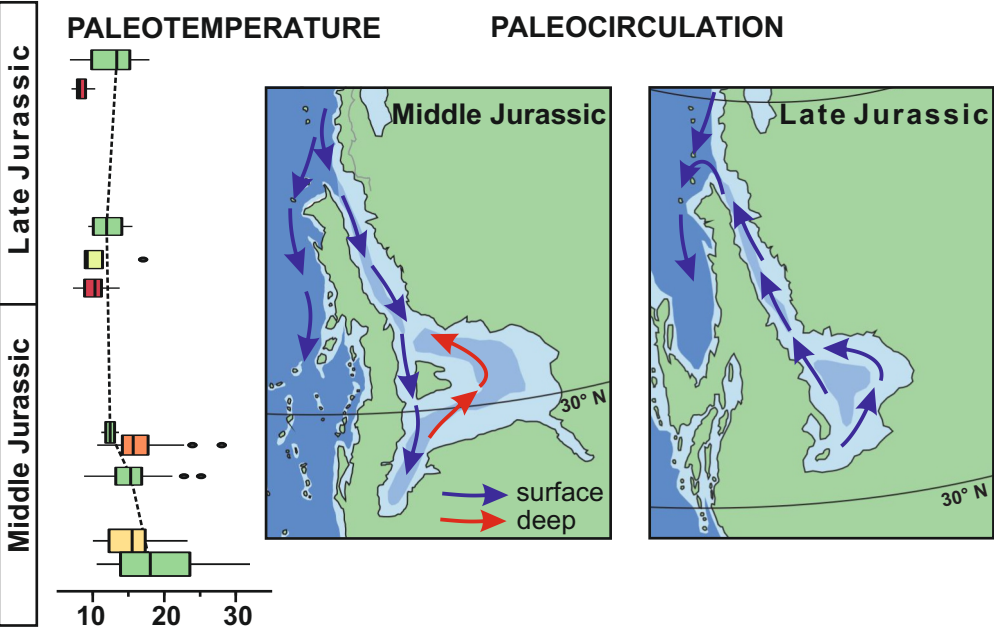 PALEOTEMPERATURE
PALEOCIRCULATION
Late Jurassic
Middle Jurassic
10 20 30
Middle Jurassic
30° N
surface
deep
Late Jurassic
30° N